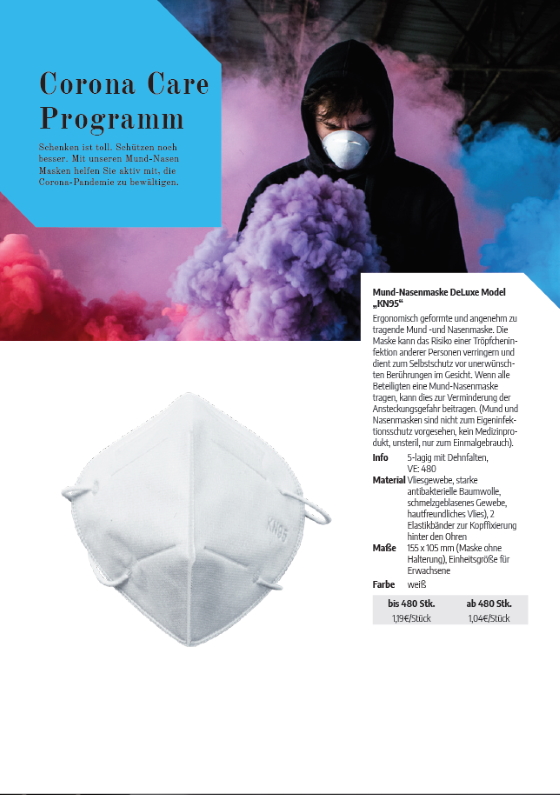 Corona Care
Programm
Schenken ist toll. Schützen noch
besser. Mit unseren Mund-Nasen
Masken helfen Sie aktiv mit, die
Corona-Pandemie zu bewältigen.
Mund-Nasenmaske DeLuxe Model
„KN95“
Ergonomisch geformte und angenehm zu
tragende Mund -und Nasenmaske. Die
Maske kann das Risiko einer Tröpfchenin-
fektion anderer Personen verringern und
dient zum Selbstschutz vor unerwünsch-
ten Berührungen im Gesicht. Wenn alle
Beteiligten eine Mund-Nasenmaske
tragen, kann dies zur Verminderung der
Ansteckungsgefahr beitragen. (Mund und
Nasenmasken sind nicht zum Eigeninfek-
tionsschutz vorgesehen, kein Medizinpro-
dukt, unsteril, nur zum Einmalgebrauch).
Info 5-lagig mit Dehnfalten,
VE: 480
Material Vliesgewebe, starke
antibakterielle Baumwolle,
schmelzgeblasenes Gewebe,
hautfreundliches Vlies), 2
Elastikbänder zur Kopffixierung
hinter den Ohren
Maße 155 x 105 mm (Maske ohne
Halterung), Einheitsgröße für
Erwachsene
Farbe weiß
bis 480 Stk. ab 480 Stk.
1,19€/Stück 1,04€/Stück
KN95